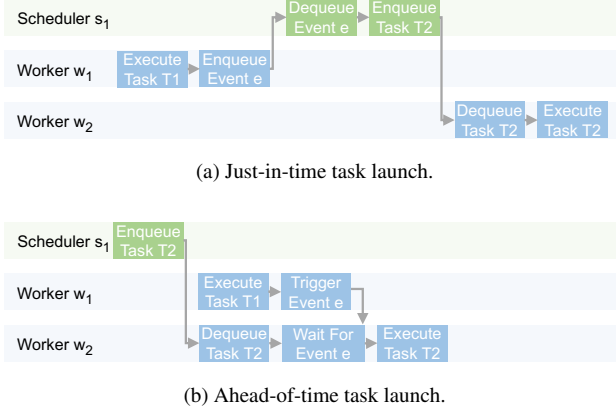 Scheduler s1
Dequeue
Event e
Enqueue
Task T2
Worker w1
Execute
Task T1
Enqueue
Event e
Worker w2
Dequeue
Task T2
Execute
Task T2
(a) Just-in-time task launch.
Scheduler s1
Enqueue
Task T2
Worker w1
Execute
Task T1
Trigger
Event e
Worker w2
Dequeue
Task T2
Wait For
Event e
Execute
Task T2
(b) Ahead-of-time task launch.